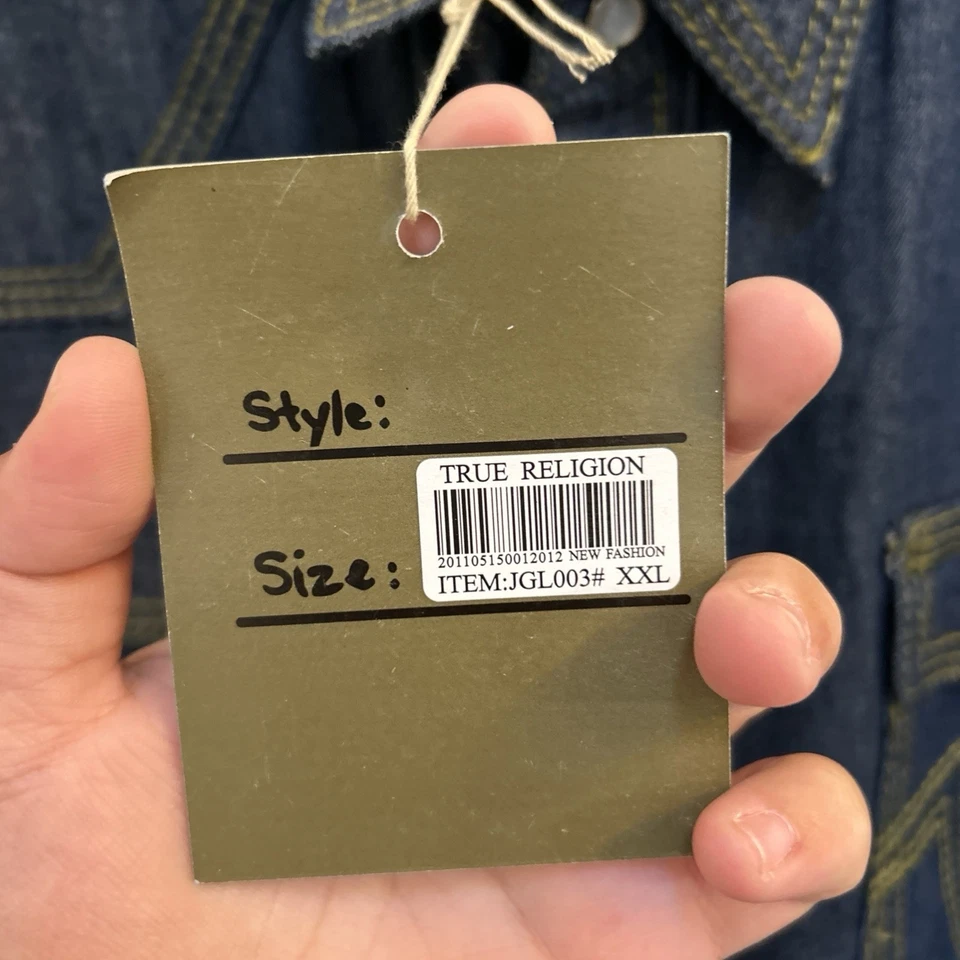 Style:
TRUE RELIGION
201105150012012 NEW FASHION
Size:
ITEM:JGL003# XXL